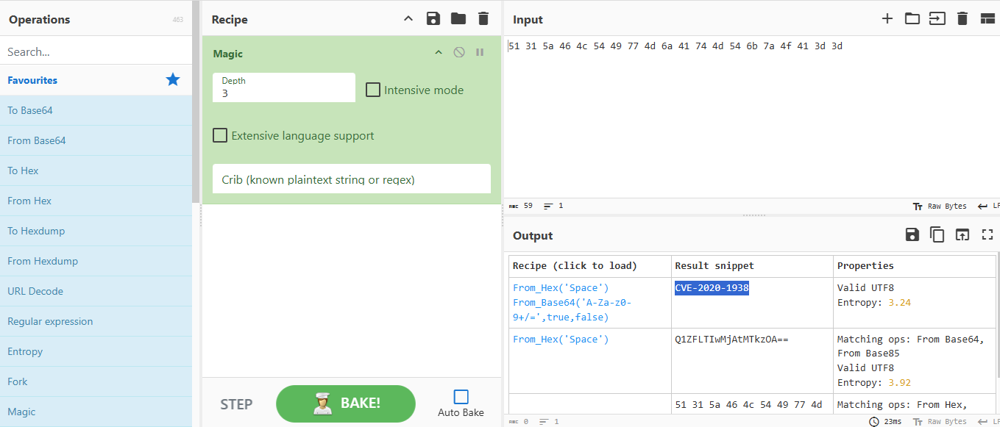 Operations 463
Search...
Favourites
To Base64
From Base64
To Hex
From Hex
To Hexdump
From Hexdump
URL Decode
Regular expression
Entropy
Fork
Magic
Recipe
Magic
Depth
3
Intensive mode
Extensive language support
Crib (known plaintext string or regex)
STEP
BAKE!
Auto Bake
Input
51 31 5a 46 4c 54 49 77 4d 6a 41 74 4d 54 6b 7a 4f 41 3d 3d
ABC 59 1 Tт Raw Bytes LF
Output
Recipe (click to load) Result snippet Properties
From_Hex('Space') CVE-2020-1938 Valid UTF8
From_Base64('A-Za-z0- Entropy: 3.24
9+/=',true,false)
From_Hex('Space') Q1ZFLTIwMjAtMTkzOA== Matching ops: From Base64,
From Base85
Valid UTF8
Entropy: 3.92
51 31 5a 46 4c 54 49 77 4d Matching ops: From Hex,
ABC 0 1 23ms Tт Raw Bytes LF